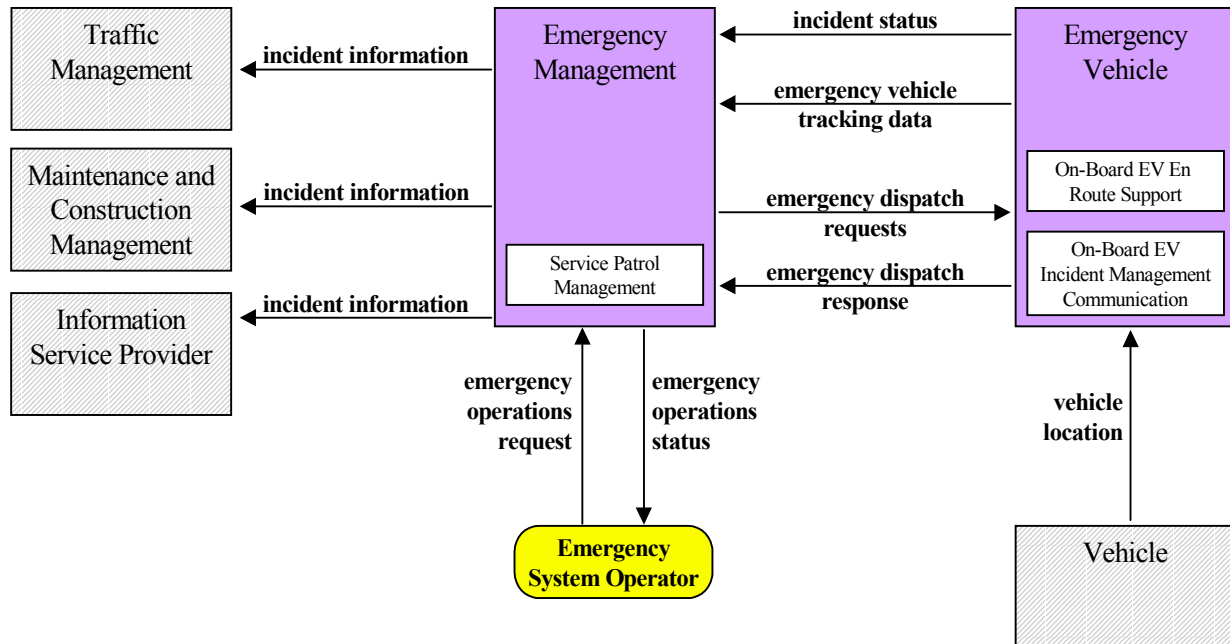 Traffic
Management
incident information
Emergency
Management
incident status
Emergency
Vehicle
emergency vehicle
tracking data
Maintenance and
Construction
Management
incident information
emergency dispatch
requests
On-Board EV En
Route Support
Service Patrol
Management
emergency dispatch
response
On-Board EV
Incident Management
Communication
Information
Service Provider
incident information
emergency
operations
request
emergency
operations
status
vehicle
location
Emergency
System Operator
Vehicle